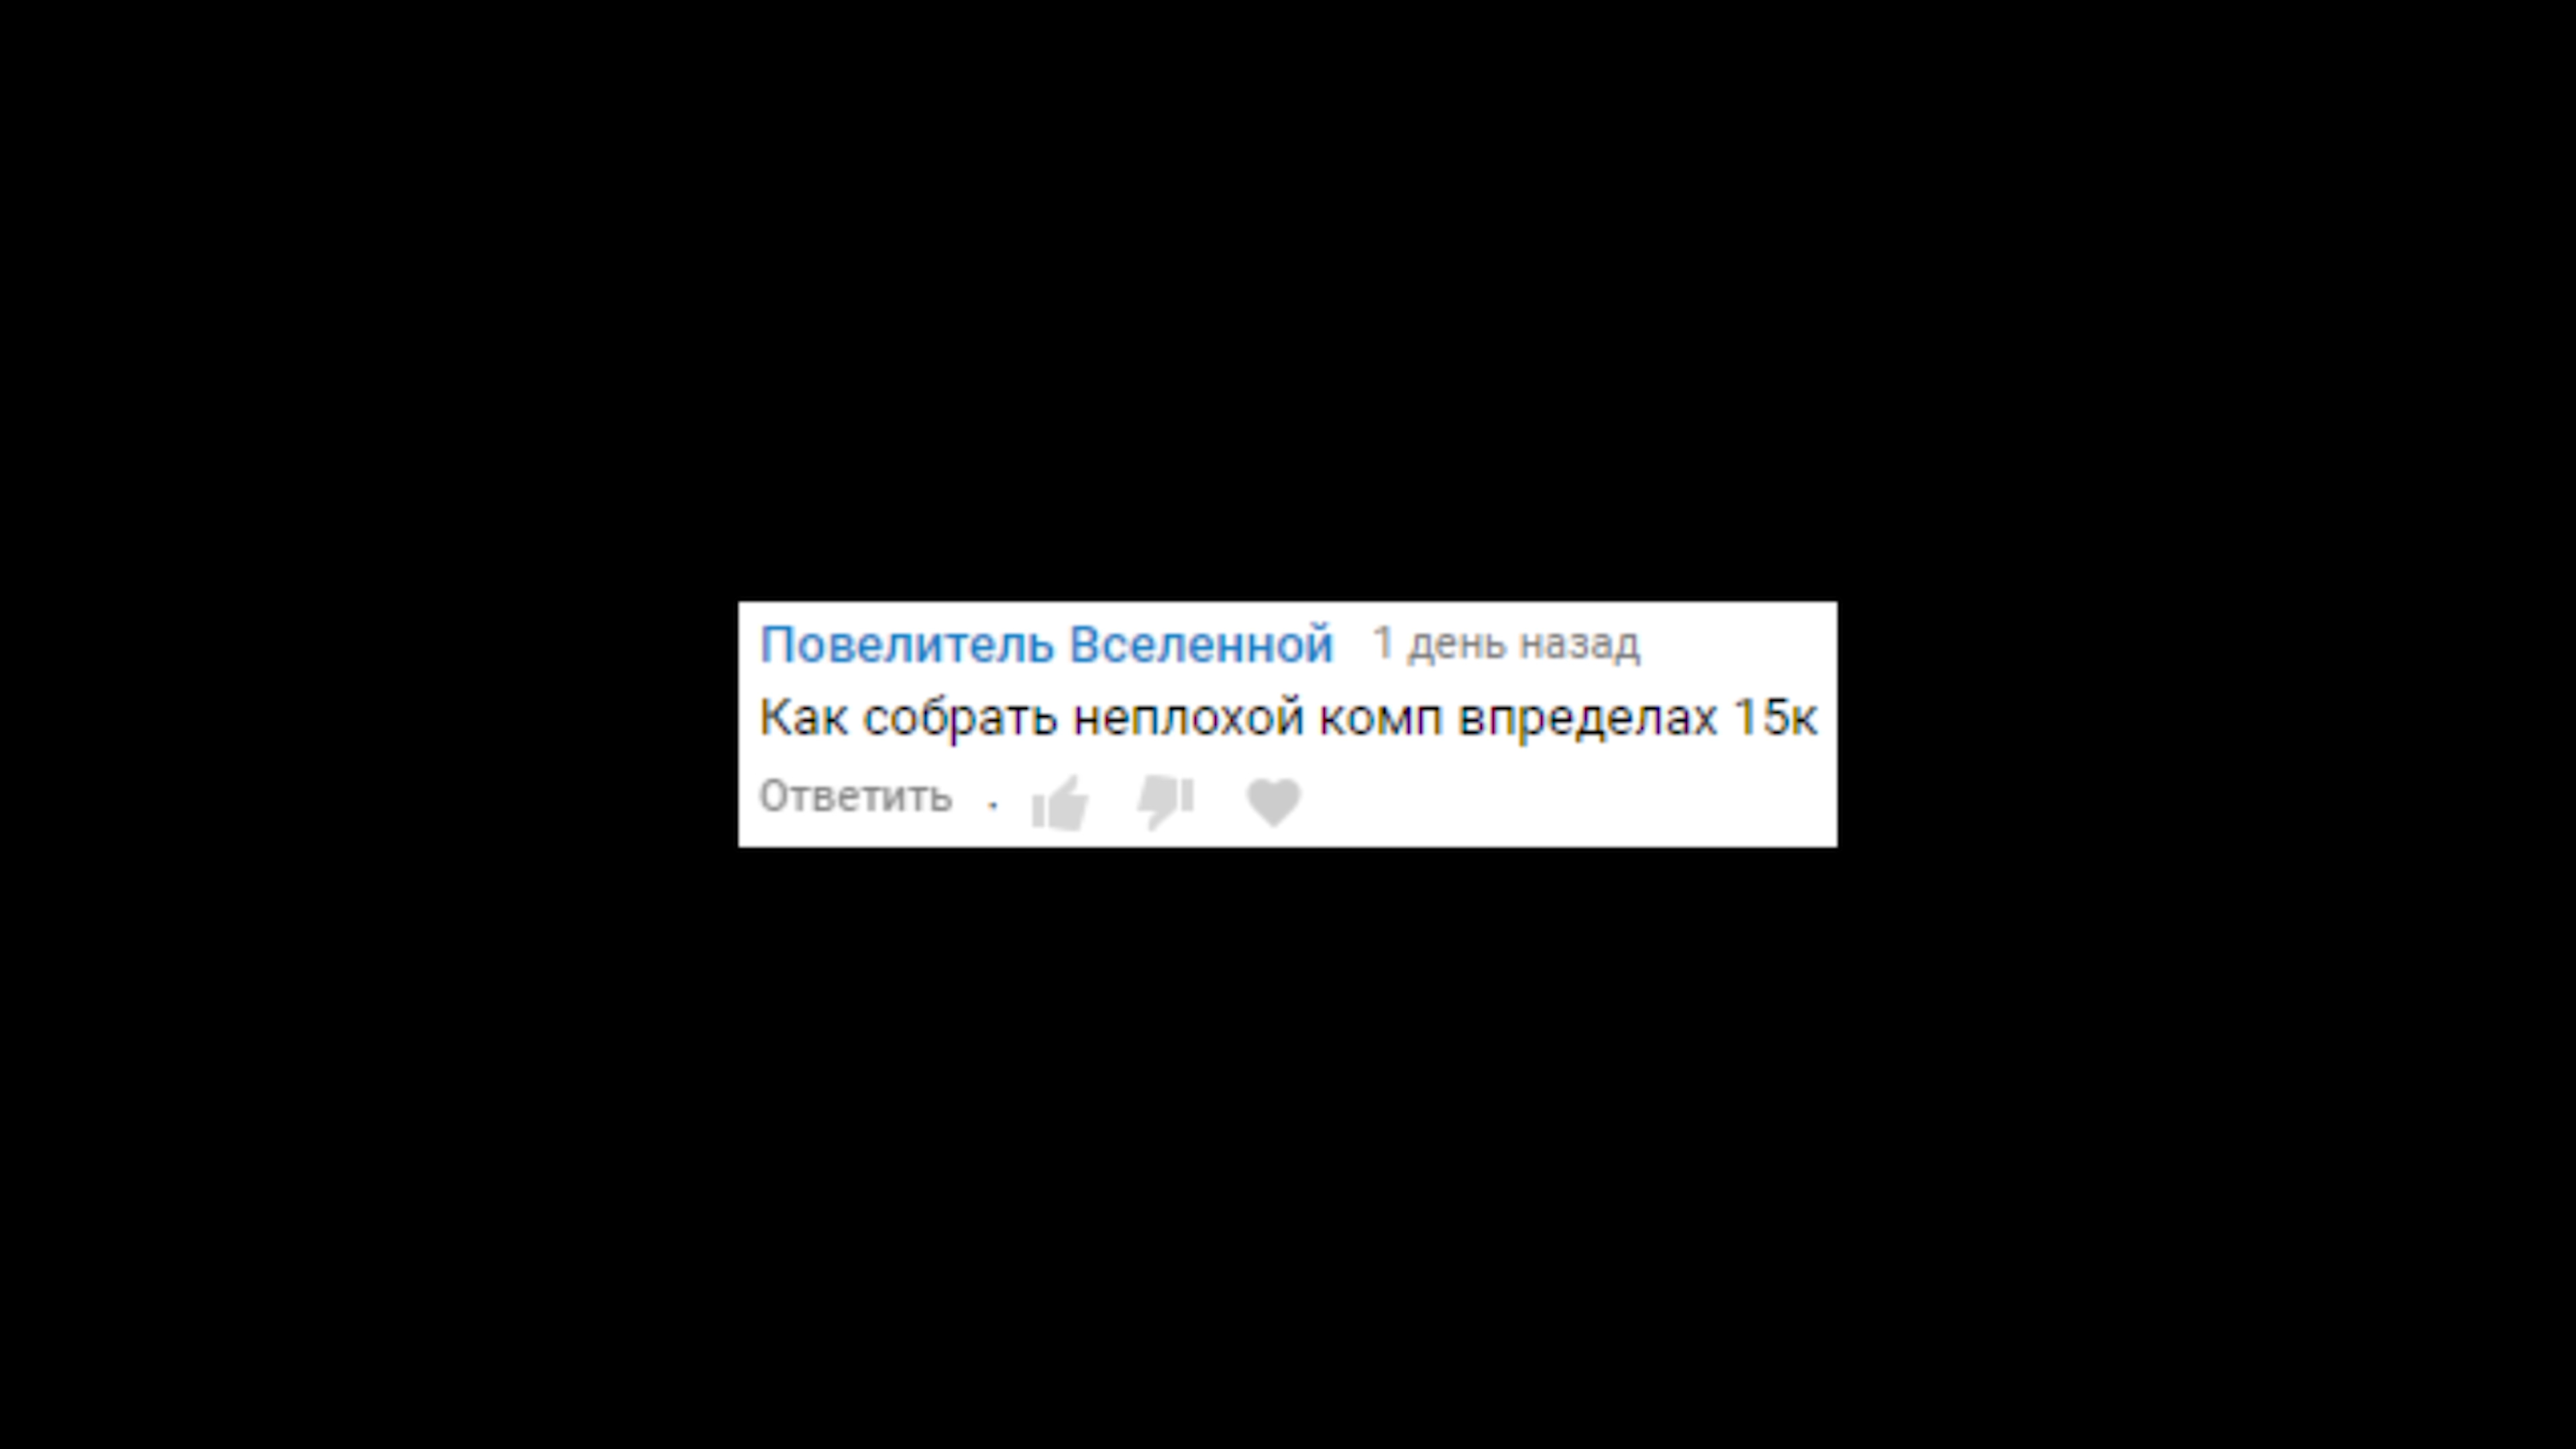 Повелитель Вселенной 1 день назад
Как собрать неплохой комп впределах 15к
Ответить .